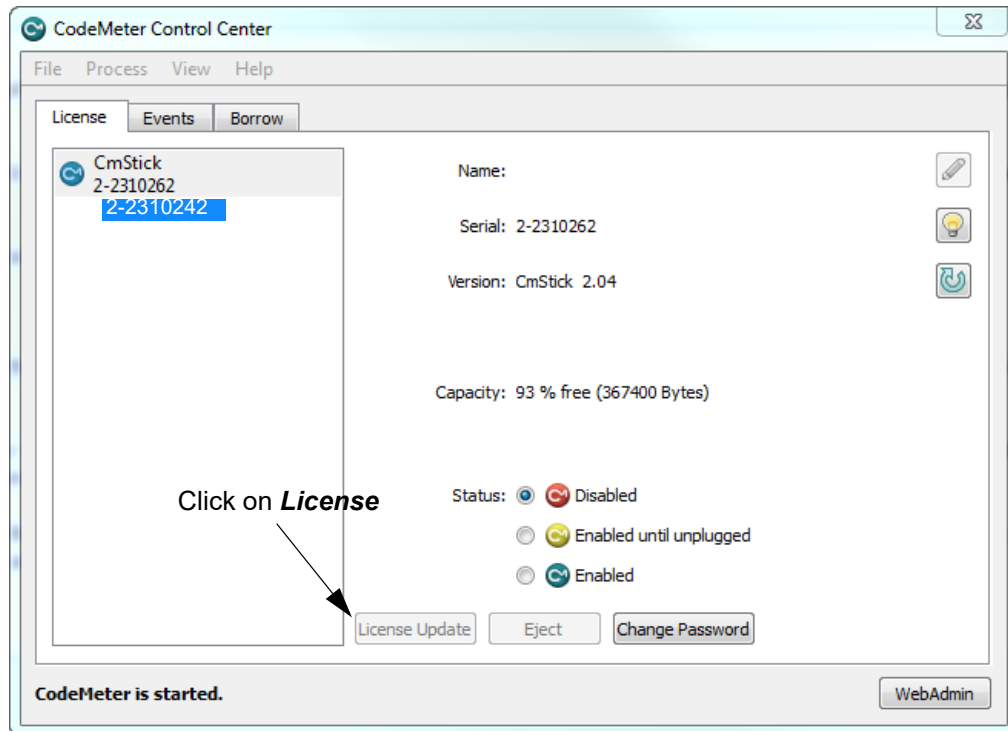 CodeMeter Control Center
File Process View Help
License Events Borrow
CmStick
2-2310262
2-2310242
Name:
Serial: 2-2310262
Version: CmStick 2.04
Capacity: 93 % free (367400 Bytes)
Click on License
Status: Disabled
Enabled until unplugged
Enabled
License Update Eject Change Password
CodeMeter is started.
WebAdmin